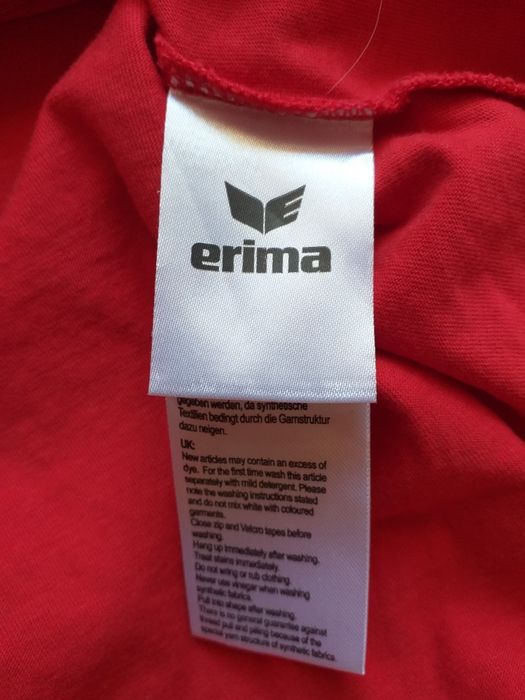 erima
gegeben werden, da synthetische
Textilien bedingt durch die Garnstruktur
dazu neigen.
UK:
New articles may contain an excess of
dye. For the first time wash this article
separately with mild detergent. Please
note the washing instructions stated
and do not mix white with coloured
garments.
Close zip and Velcro tapes before
washing.
Hang up immediately after washing.
Treat stains immediately.
Do not wring or rub clothing.
Never use vinegar when washing
synthetic fabrics.
Pull into shape after washing.
There is no general guarantee against
thread pull and piling because of the
special yarn structure of synthetic fabrics.